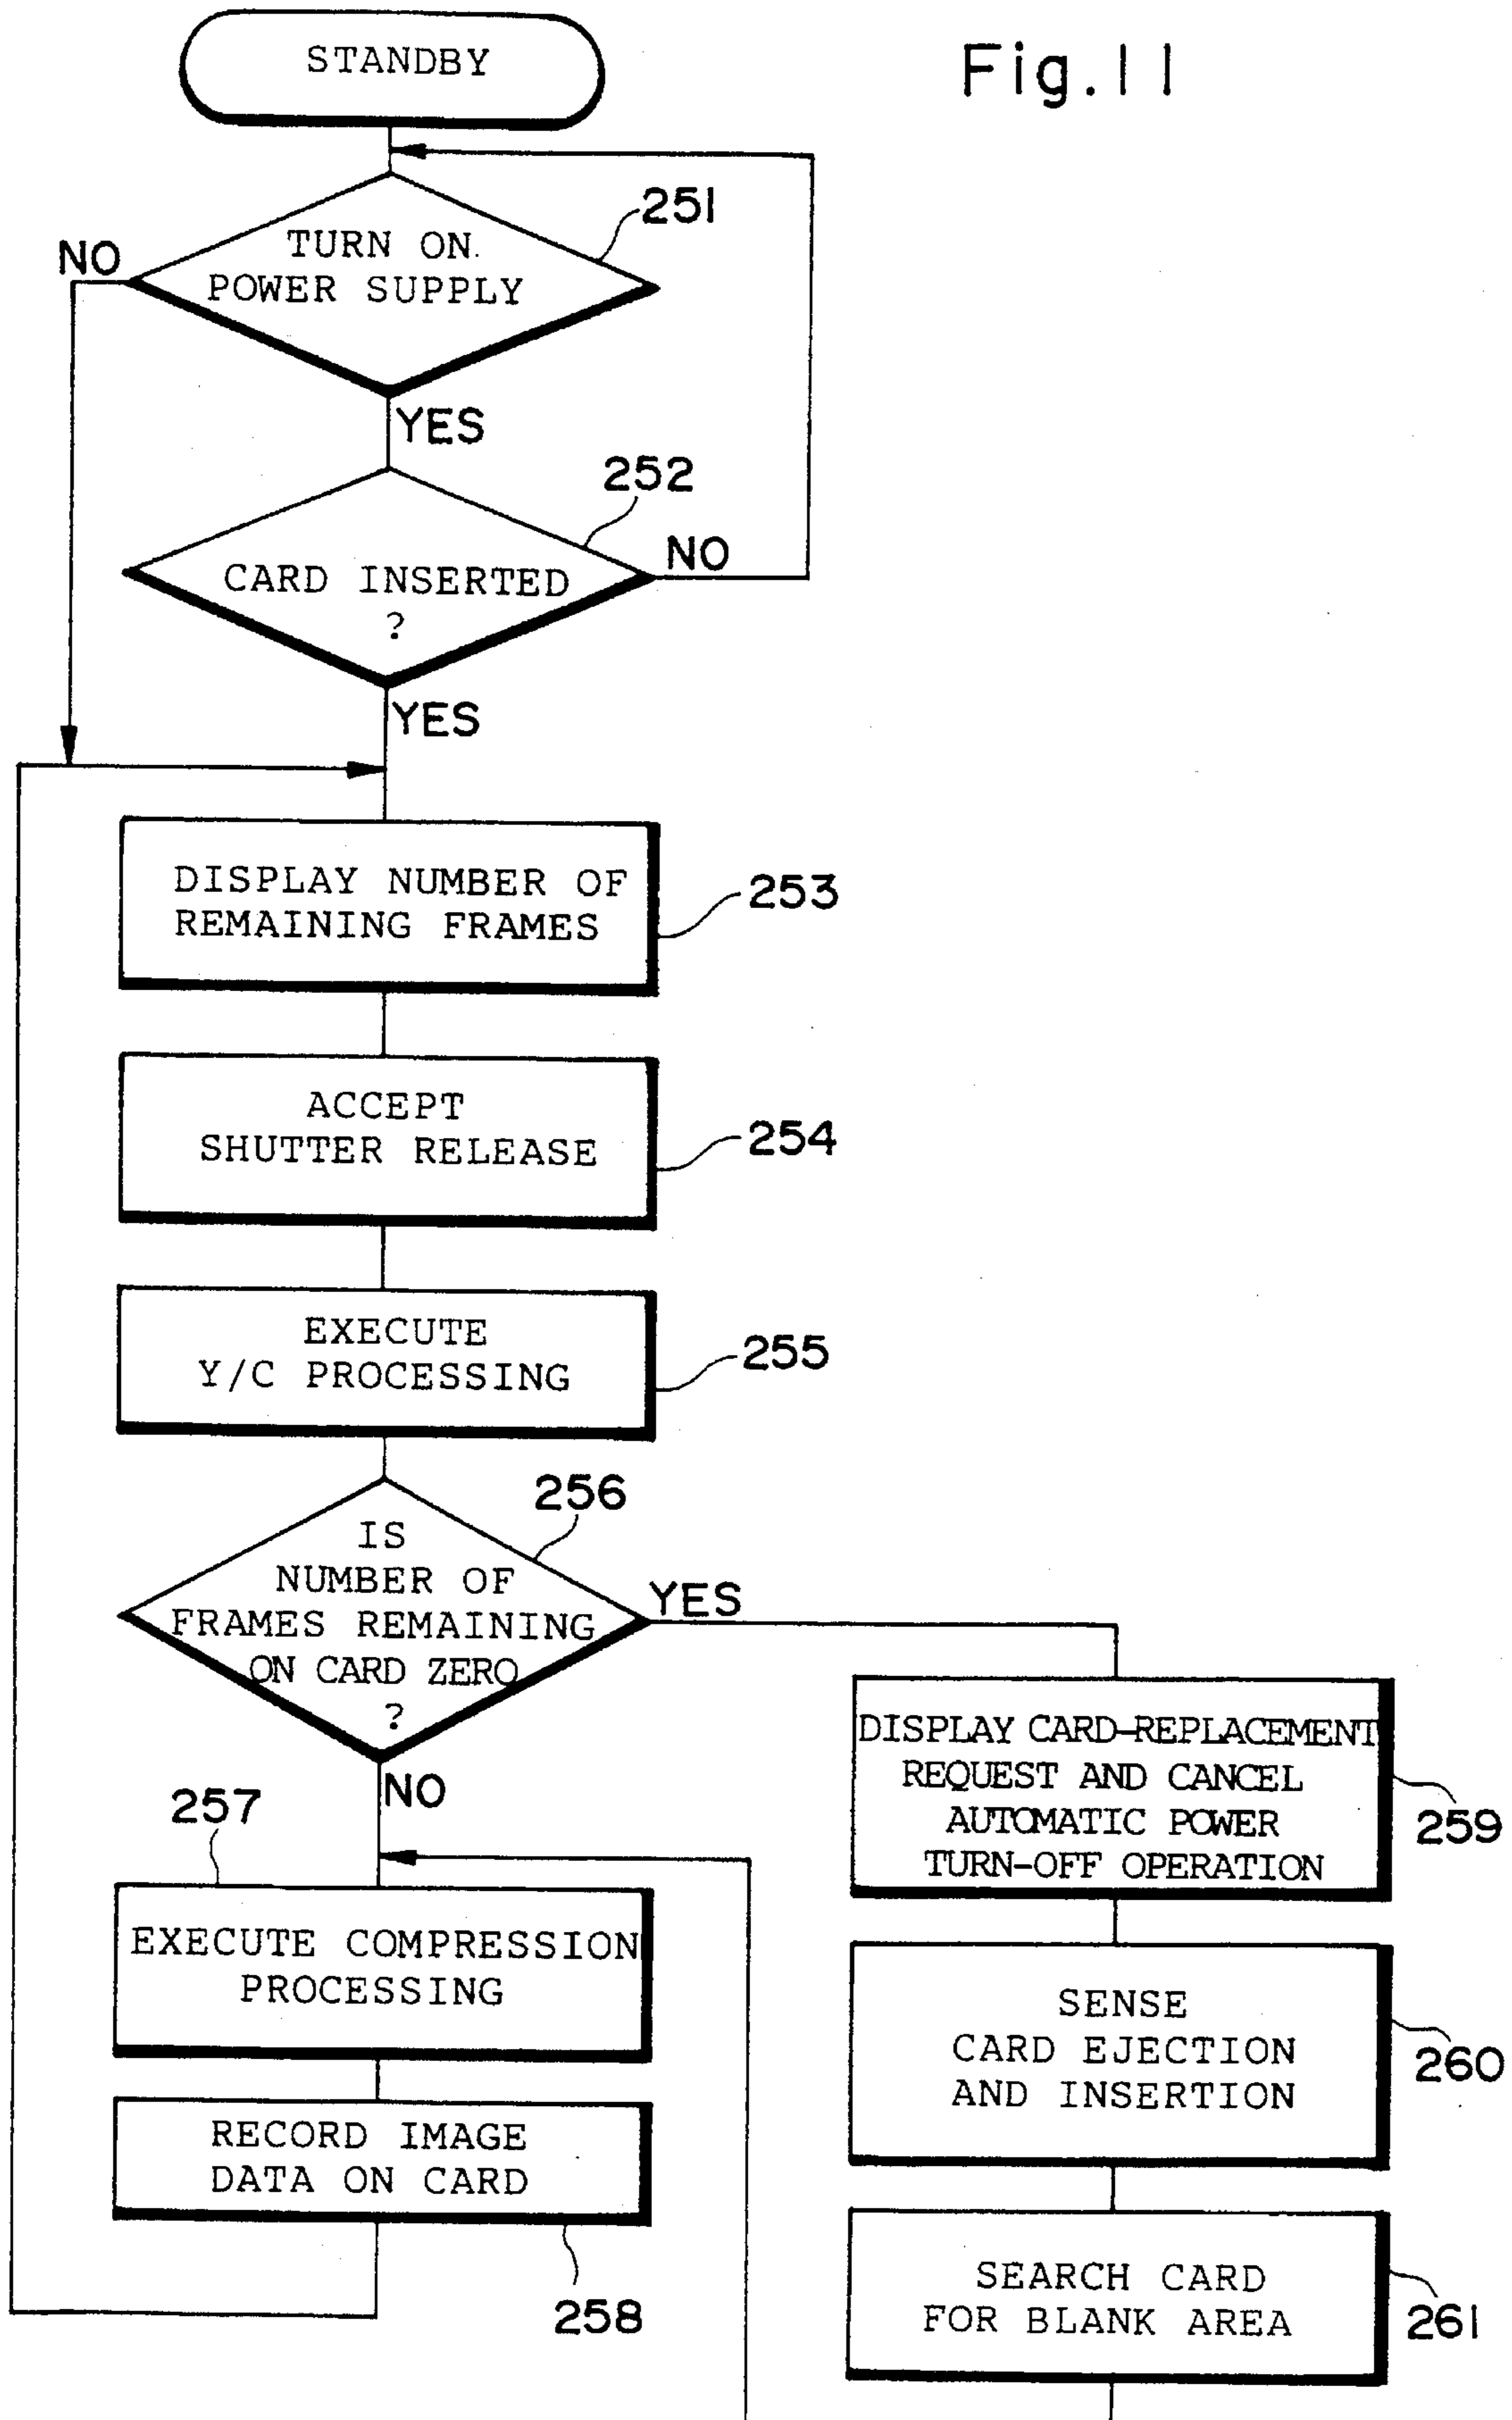 STANDBY
Fig.11
251
NO
TURN ON
POWER SUPPLY
YES
252
NO
CARD INSERTED
?
YES
DISPLAY NUMBER OF
REMAINING FRAMES
253
ACCEPT
SHUTTER RELEASE
254
EXECUTE
Y/C PROCESSING
255
256
IS
NUMBER OF
FRAMES REMAINING
ON CARD ZERO
?
YES
NO
257
EXECUTE COMPRESSION
PROCESSING
RECORD IMAGE
DATA ON CARD
258
DISPLAY CARD-REPLACEMENT
REQUEST AND CANCEL
AUTOMATIC POWER
TURN-OFF OPERATION
259
SENSE
CARD EJECTION
AND INSERTION
260
SEARCH CARD
FOR BLANK AREA
261